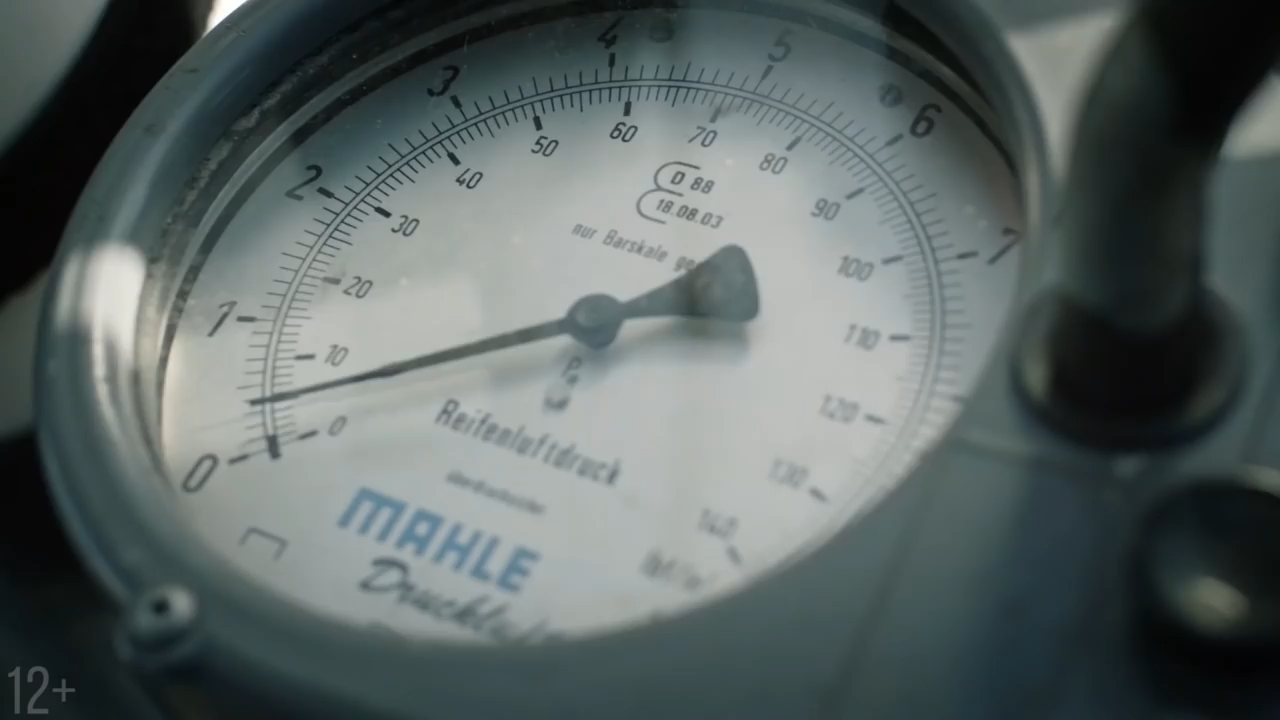 0 1 2 3 4 5 6 7
0 10 20 30 40 50 60 70 80 90 100 110 120 130 140
D 88
18.08.03
nur Barskale
Reifenluftdruck
MAHLE
12+